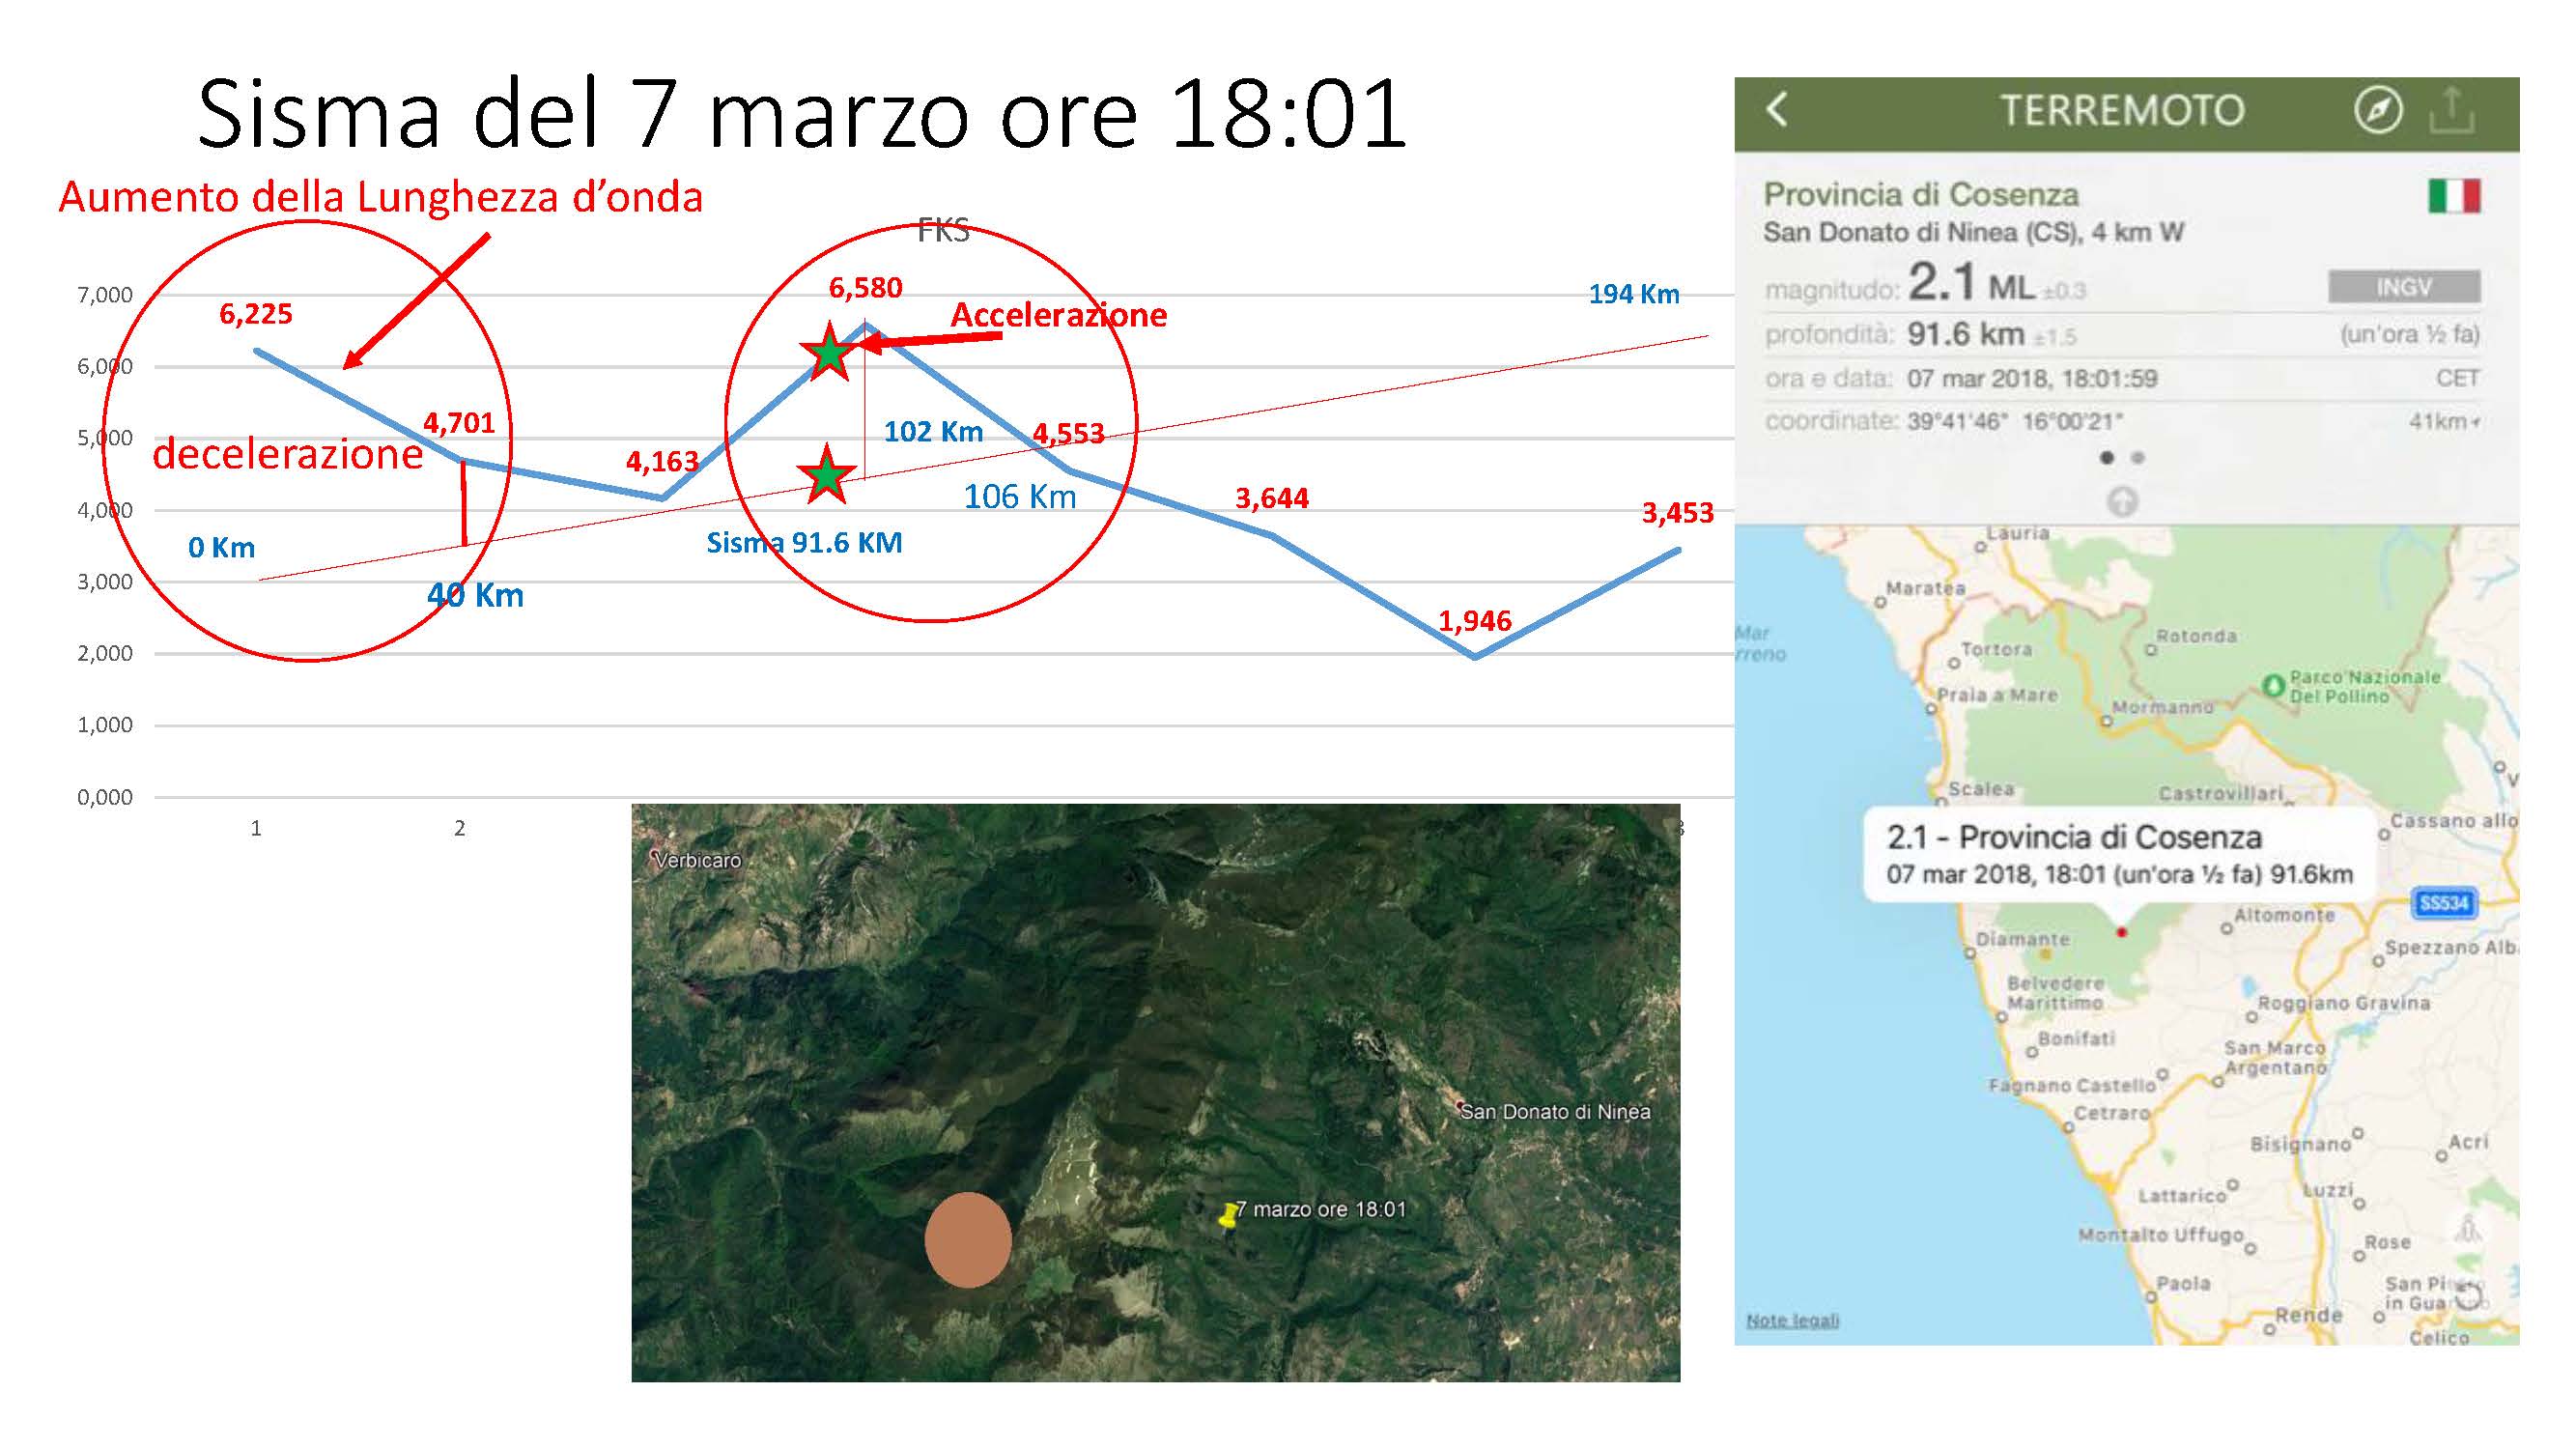 Sisma del 7 marzo ore 18:01
Aumento della Lunghezza d'onda
FKS
7,000
6,000
5,000
4,000
3,000
2,000
1,000
0,000
6,225
4,701
4,163
6,580
4,553
3,644
1,946
3,453
Accelerazione
decelerazione
194 Km
102 Km
106 Km
0 Km
Sisma 91.6 KM
40 Km
1
2
Verbicaro
San Donato di Ninea
7 marzo ore 18:01
TERREMOTO
Provincia di Cosenza
San Donato di Ninea (CS), 4 km W
magnitudo: 2.1 ML ±0.3 INGV
profondità: 91.6 km ±1.5 (un'ora ½ fa)
ora e data: 07 mar 2018, 18:01:59 CET
coordinate: 39°41'46" 16°00'21" 41km
Lauria
Maratea
Mar
rreno
Rotonda
Tortora
Parco Nazionale
Del Pollino
Praia a Mare
Mormanno
Scalea
Castrovillari
Cassano allo
2.1 - Provincia di Cosenza
07 mar 2018, 18:01 (un'ora ½ fa) 91.6km
SS534
Altomonte
Diamante
Spezzano Alb
Belvedere
Marittimo
Roggiano Gravina
Bonifati
San Marco
Argentano
Fagnano Castello
Cetraro
Bisignano
Acri
Lattarico
Luzzi
Montalto Uffugo
Rose
Paola
San Pi
in Gua
Note legali
Rende
Celico